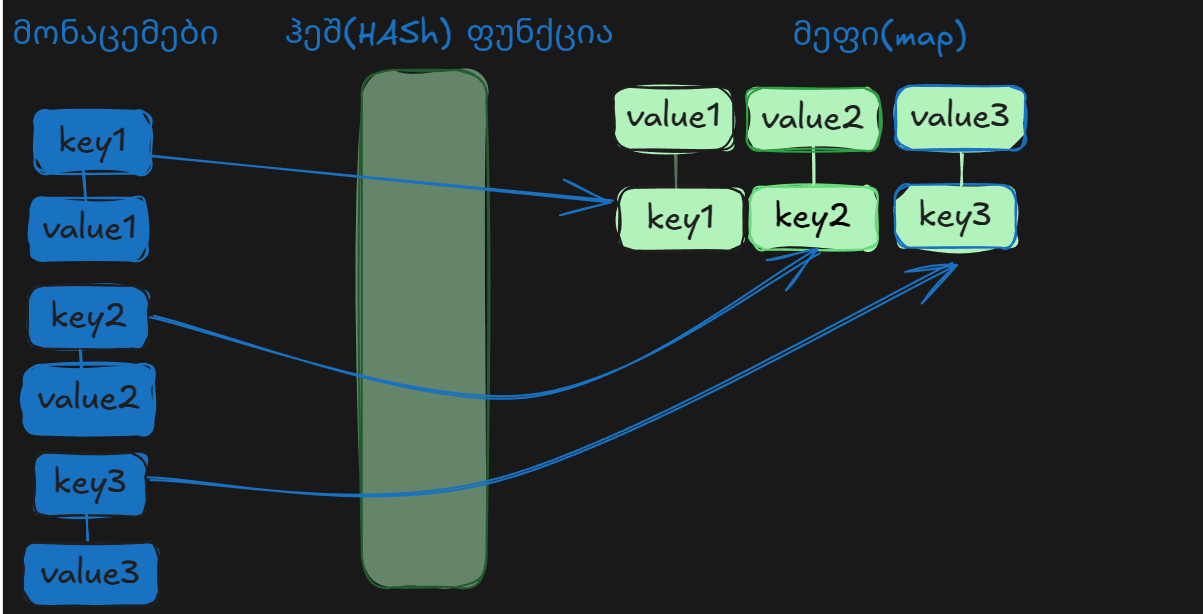 მონაცემები
ჰეშ(HASh) ფუნქცია
მეფი(map)
key1
value1
key2
value2
key3
value3
value1
value2
value3
key1
key2
key3